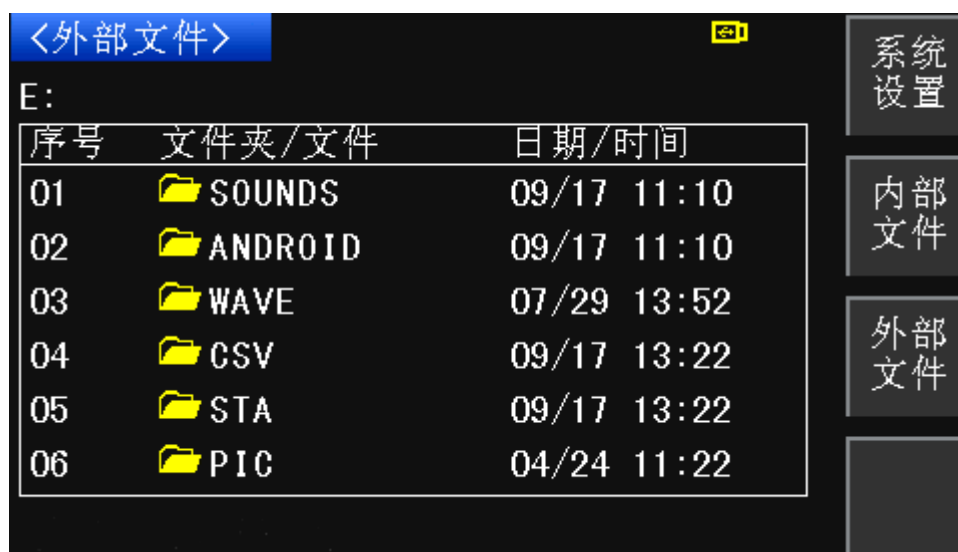 <外部文件>
E:
序号 文件夹/文件 日期/时间
01 SOUNDS 09/17 11:10
02 ANDROID 09/17 11:10
03 WAVE 07/29 13:52
04 CSV 09/17 13:22
05 STA 09/17 13:22
06 PIC 04/24 11:22
系统
设置
内部
文件
外部
文件